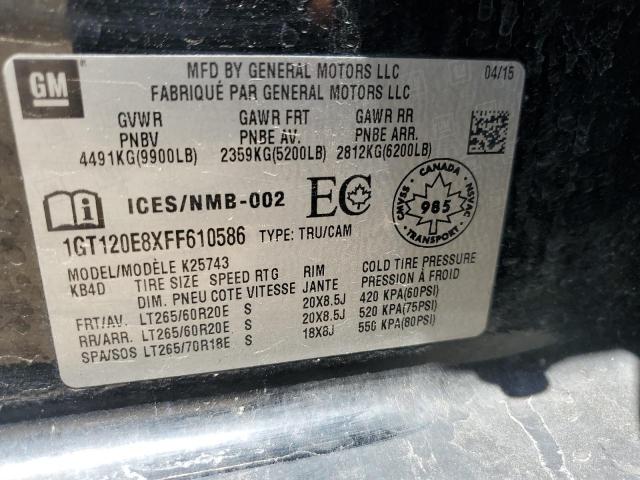 GM
MFD BY GENERAL MOTORS LLC 04/15
FABRIQUÉ PAR GENERAL MOTORS LLC
GVWR GAWR FRT GAWR RR
PNBV PNBE AV. PNBE ARR.
4491KG(9900LB) 2359KG(5200LB) 2812KG(6200LB)
i ICES/NMB-002 EC CANADA CMVSS 985 NSVAC
1GT120E8XFF610586 TYPE: TRU/CAM
MODEL/MODÈLE K25743
KB4D TIRE SIZE SPEED RTG RIM COLD TIRE PRESSURE
DIM. PNEU COTE VITESSE JANTE PRESSION À FROID
FRT/AV. LT265/60R20E S 20X8.5J 420 KPA(60PSI)
RR/ARR. LT265/60R20E S 20X8.5J 520 KPA(75PSI)
SPA/SOS LT265/70R18E S 18X8J 550 KPA(80PSI)